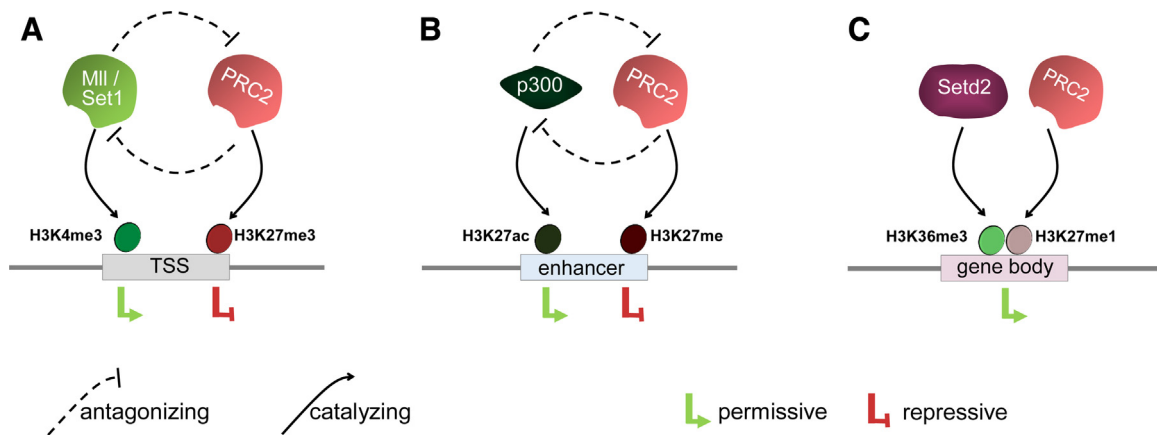 A
B
C
Mll /
Set1
PRC2
p300
PRC2
Setd2
PRC2
H3K4me3
H3K27me3
H3K27ac
H3K27me
H3K36me3
H3K27me1
TSS
enhancer
gene body
antagonizing
catalyzing
permissive
repressive